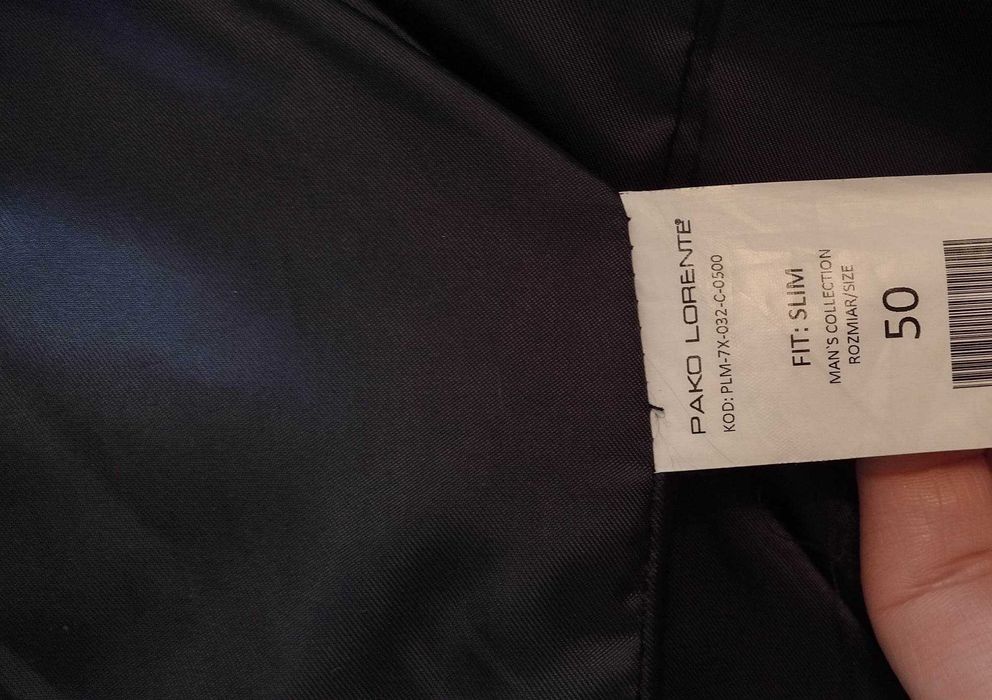 PAKO LORENTE®
KOD: PLM-7X-032-C-0500
FIT: SLIM
MAN`S COLLECTION
ROZMIAR/SIZE
50